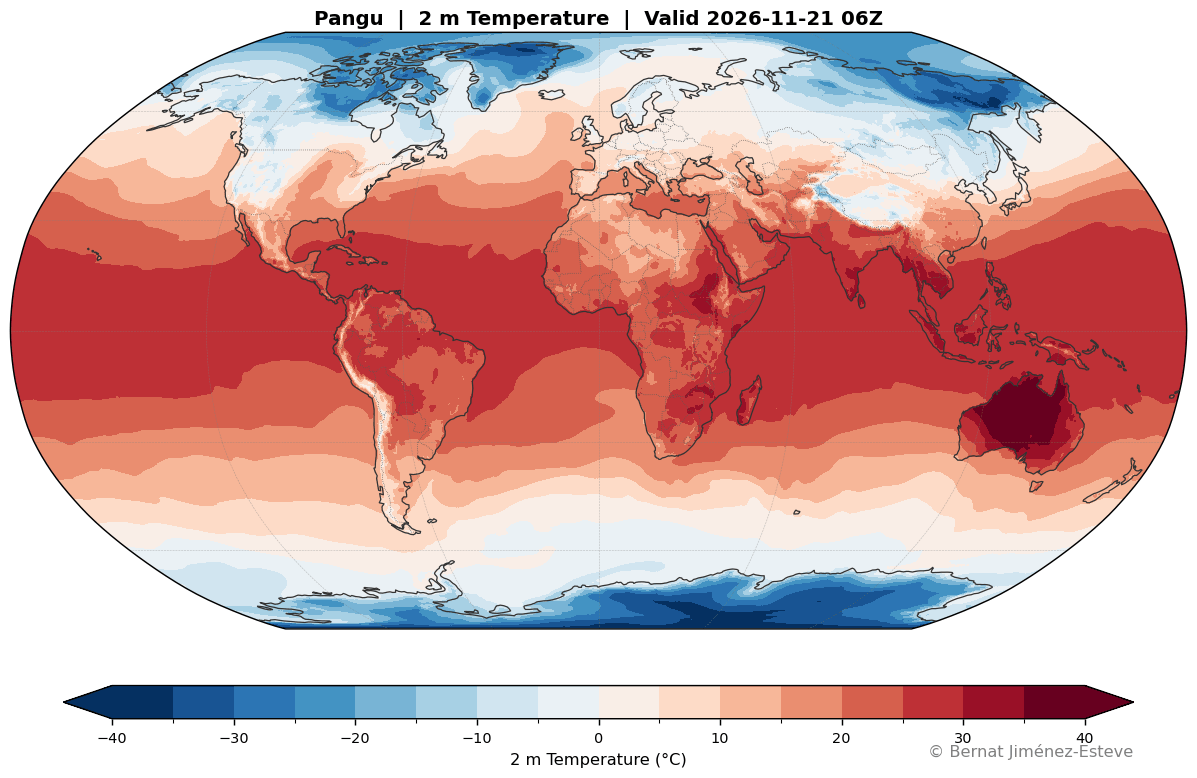 Pangu | 2 m Temperature | Valid 2026-11-21 06Z
−40 −30 −20 −10 0 10 20 30 40
2 m Temperature (°C)
© Bernat Jiménez-Esteve